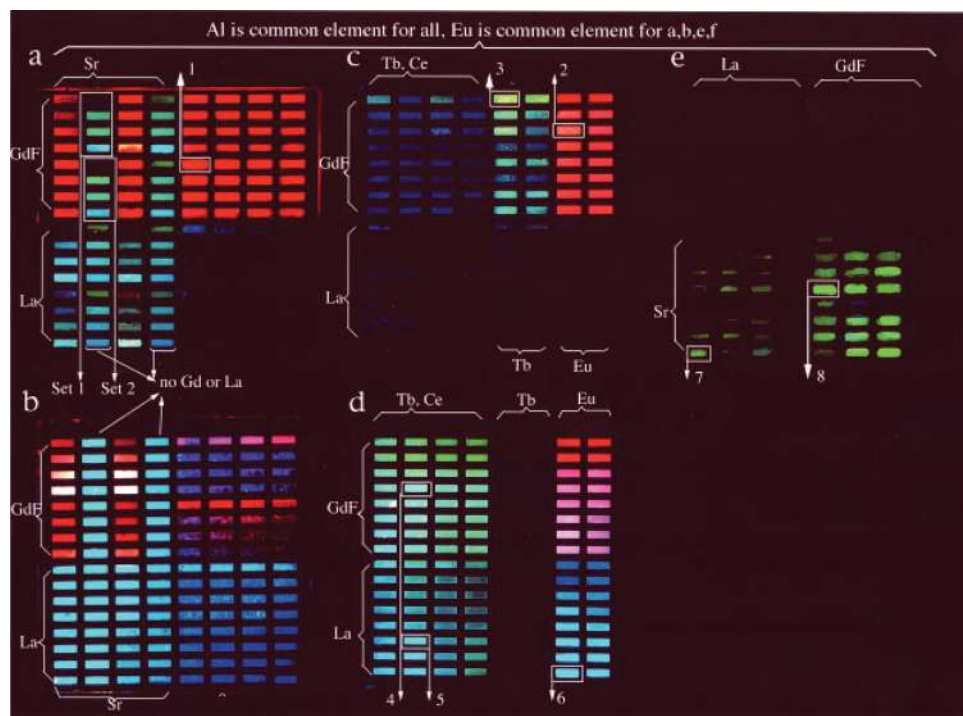 Al is common element for all, Eu is common element for a,b,e,f
a
Sr
1
GdF
La
Set 1
Set 2
no Gd or La
c
Tb, Ce
3
2
GdF
La
Tb
Eu
e
La
GdF
Sr
7
8
b
GdF
La
Sr
d
Tb, Ce
Tb
Eu
GdF
La
4
5
6